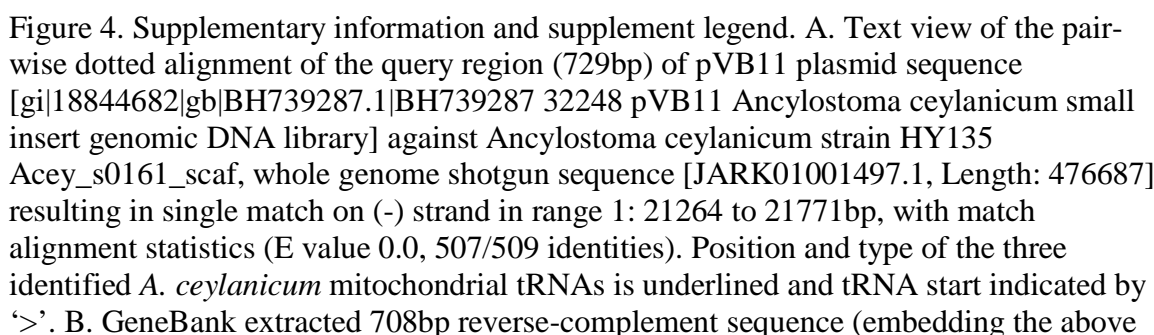 Figure 4. Supplementary information and supplement legend. A. Text view of the pair-
wise dotted alignment of the query region (729bp) of pVB11 plasmid sequence
[gi|18844682|gb|BH739287.1|BH739287 32248 pVB11 Ancylostoma ceylanicum small
insert genomic DNA library] against Ancylostoma ceylanicum strain HY135
Acey_s0161_scaf, whole genome shotgun sequence [JARK01001497.1, Length: 476687]
resulting in single match on (-) strand in range 1: 21264 to 21771bp, with match
alignment statistics (E value 0.0, 507/509 identities). Position and type of the three
identified A. ceylanicum mitochondrial tRNAs is underlined and tRNA start indicated by
‘>’. B. GeneBank extracted 708bp reverse-complement sequence (embedding the above